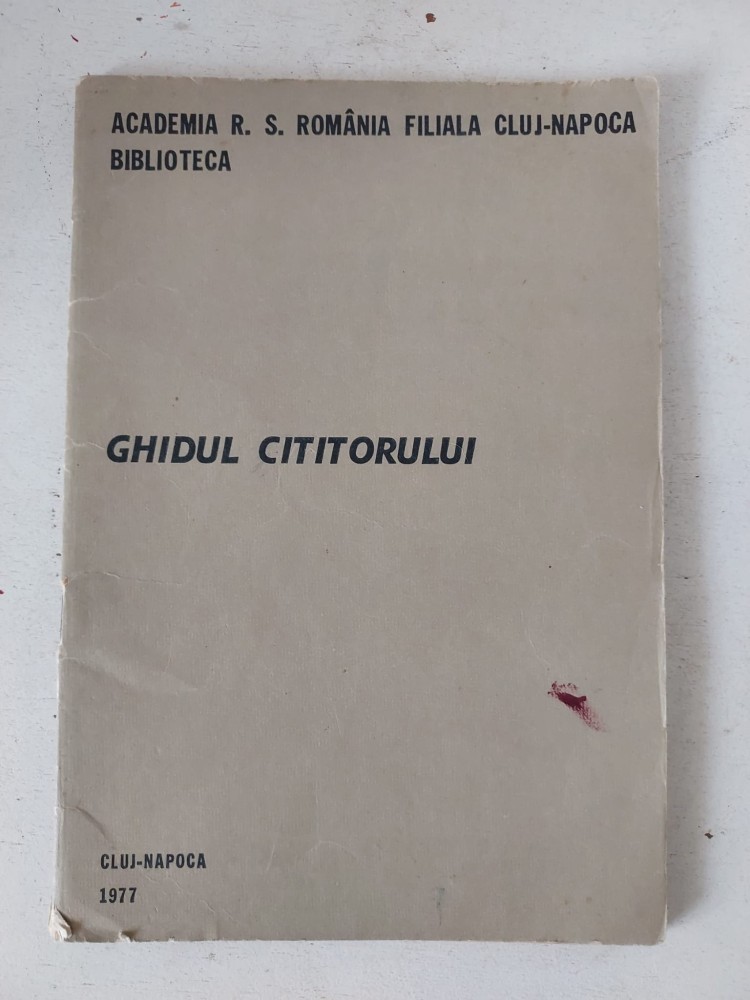 ACADEMIA R. S. ROMÂNIA FILIALA CLUJ-NAPOCA
BIBLIOTECA
GHIDUL CITITORULUI
CLUJ-NAPOCA
1977